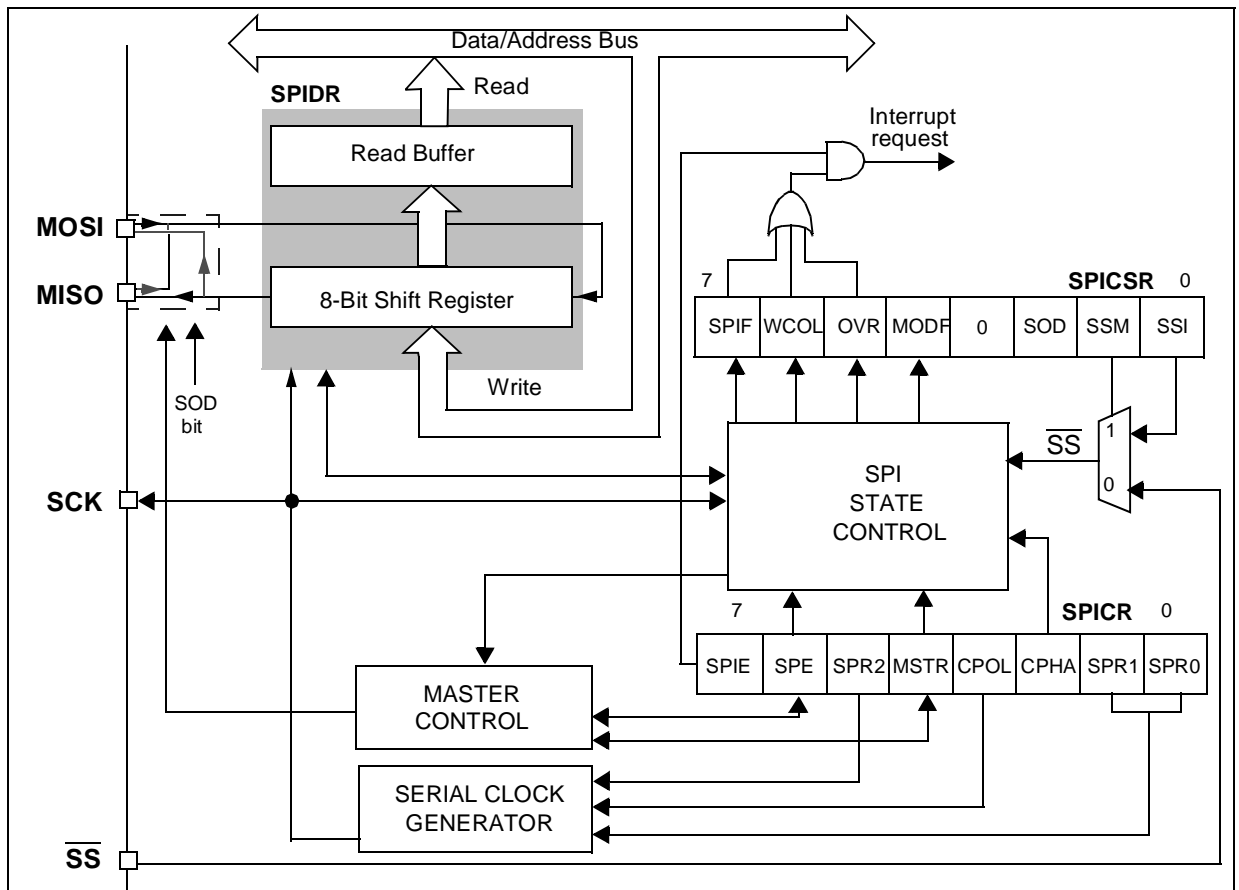 Data/Address Bus
SPIDR
Read
Read Buffer
Interrupt
request
MOSI
MISO
8-Bit Shift Register
7
SPICSR
0
SPIF
WCOL
OVR
MODF
0
SOD
SSM
SSI
Write
SOD
bit
1
SS
0
SCK
SPI
STATE
CONTROL
7
SPICR
0
SPIE
SPE
SPR2
MSTR
CPOL
CPHA
SPR1
SPR0
MASTER
CONTROL
SERIAL CLOCK
GENERATOR
SS